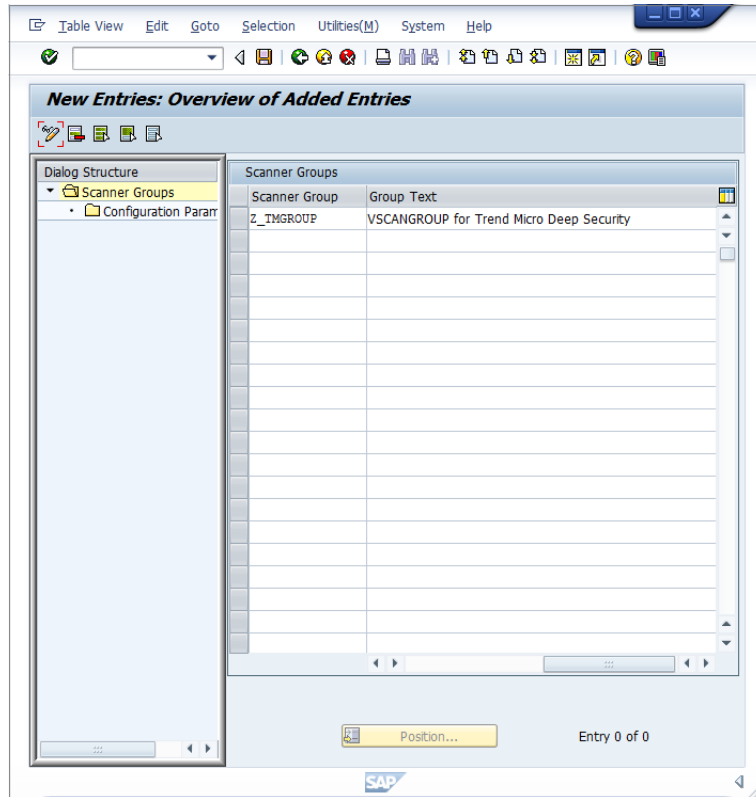 Table View Edit Goto Selection Utilities(M) System Help
New Entries: Overview of Added Entries
Dialog Structure
Scanner Groups
Configuration Param
Scanner Groups
Scanner Group Group Text
Z_TMGROUP VSCANGROUP for Trend Micro Deep Security
Position... Entry 0 of 0
SAP